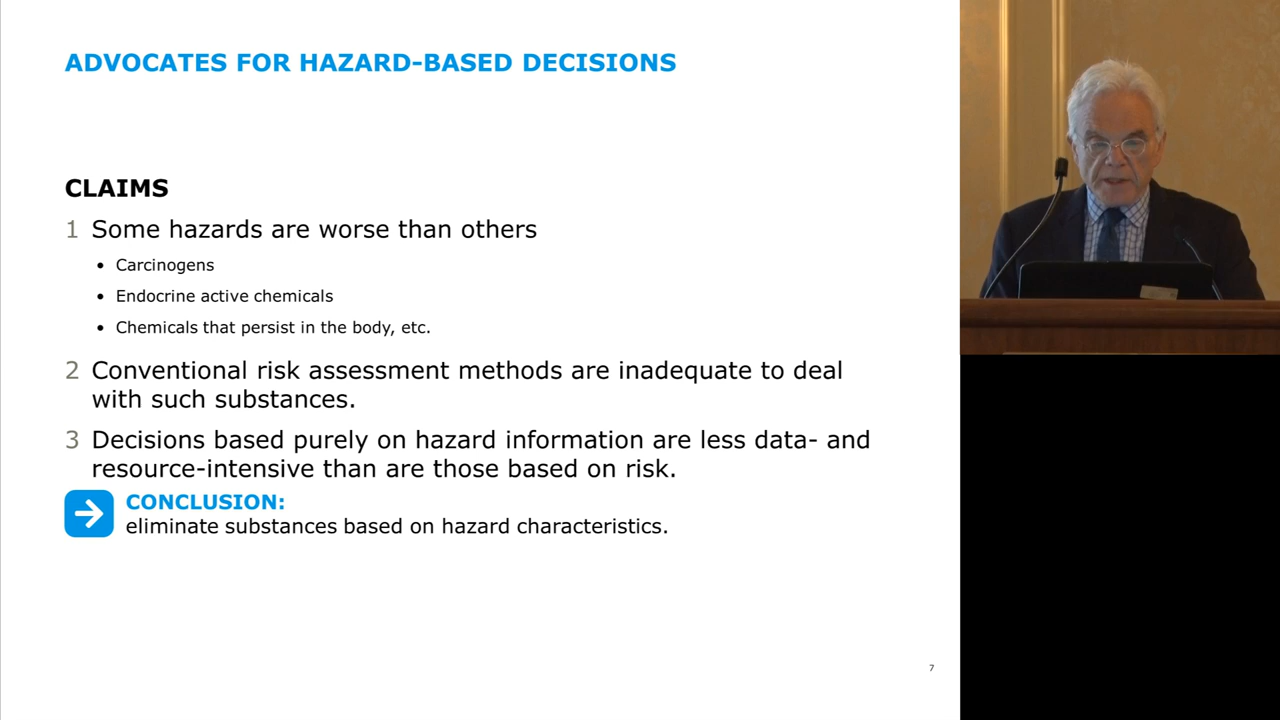 ADVOCATES FOR HAZARD-BASED DECISIONS
CLAIMS
1 Some hazards are worse than others
• Carcinogens
• Endocrine active chemicals
• Chemicals that persist in the body, etc.
2 Conventional risk assessment methods are inadequate to deal
with such substances.
3 Decisions based purely on hazard information are less data- and
resource-intensive than are those based on risk.
CONCLUSION:
eliminate substances based on hazard characteristics.
7